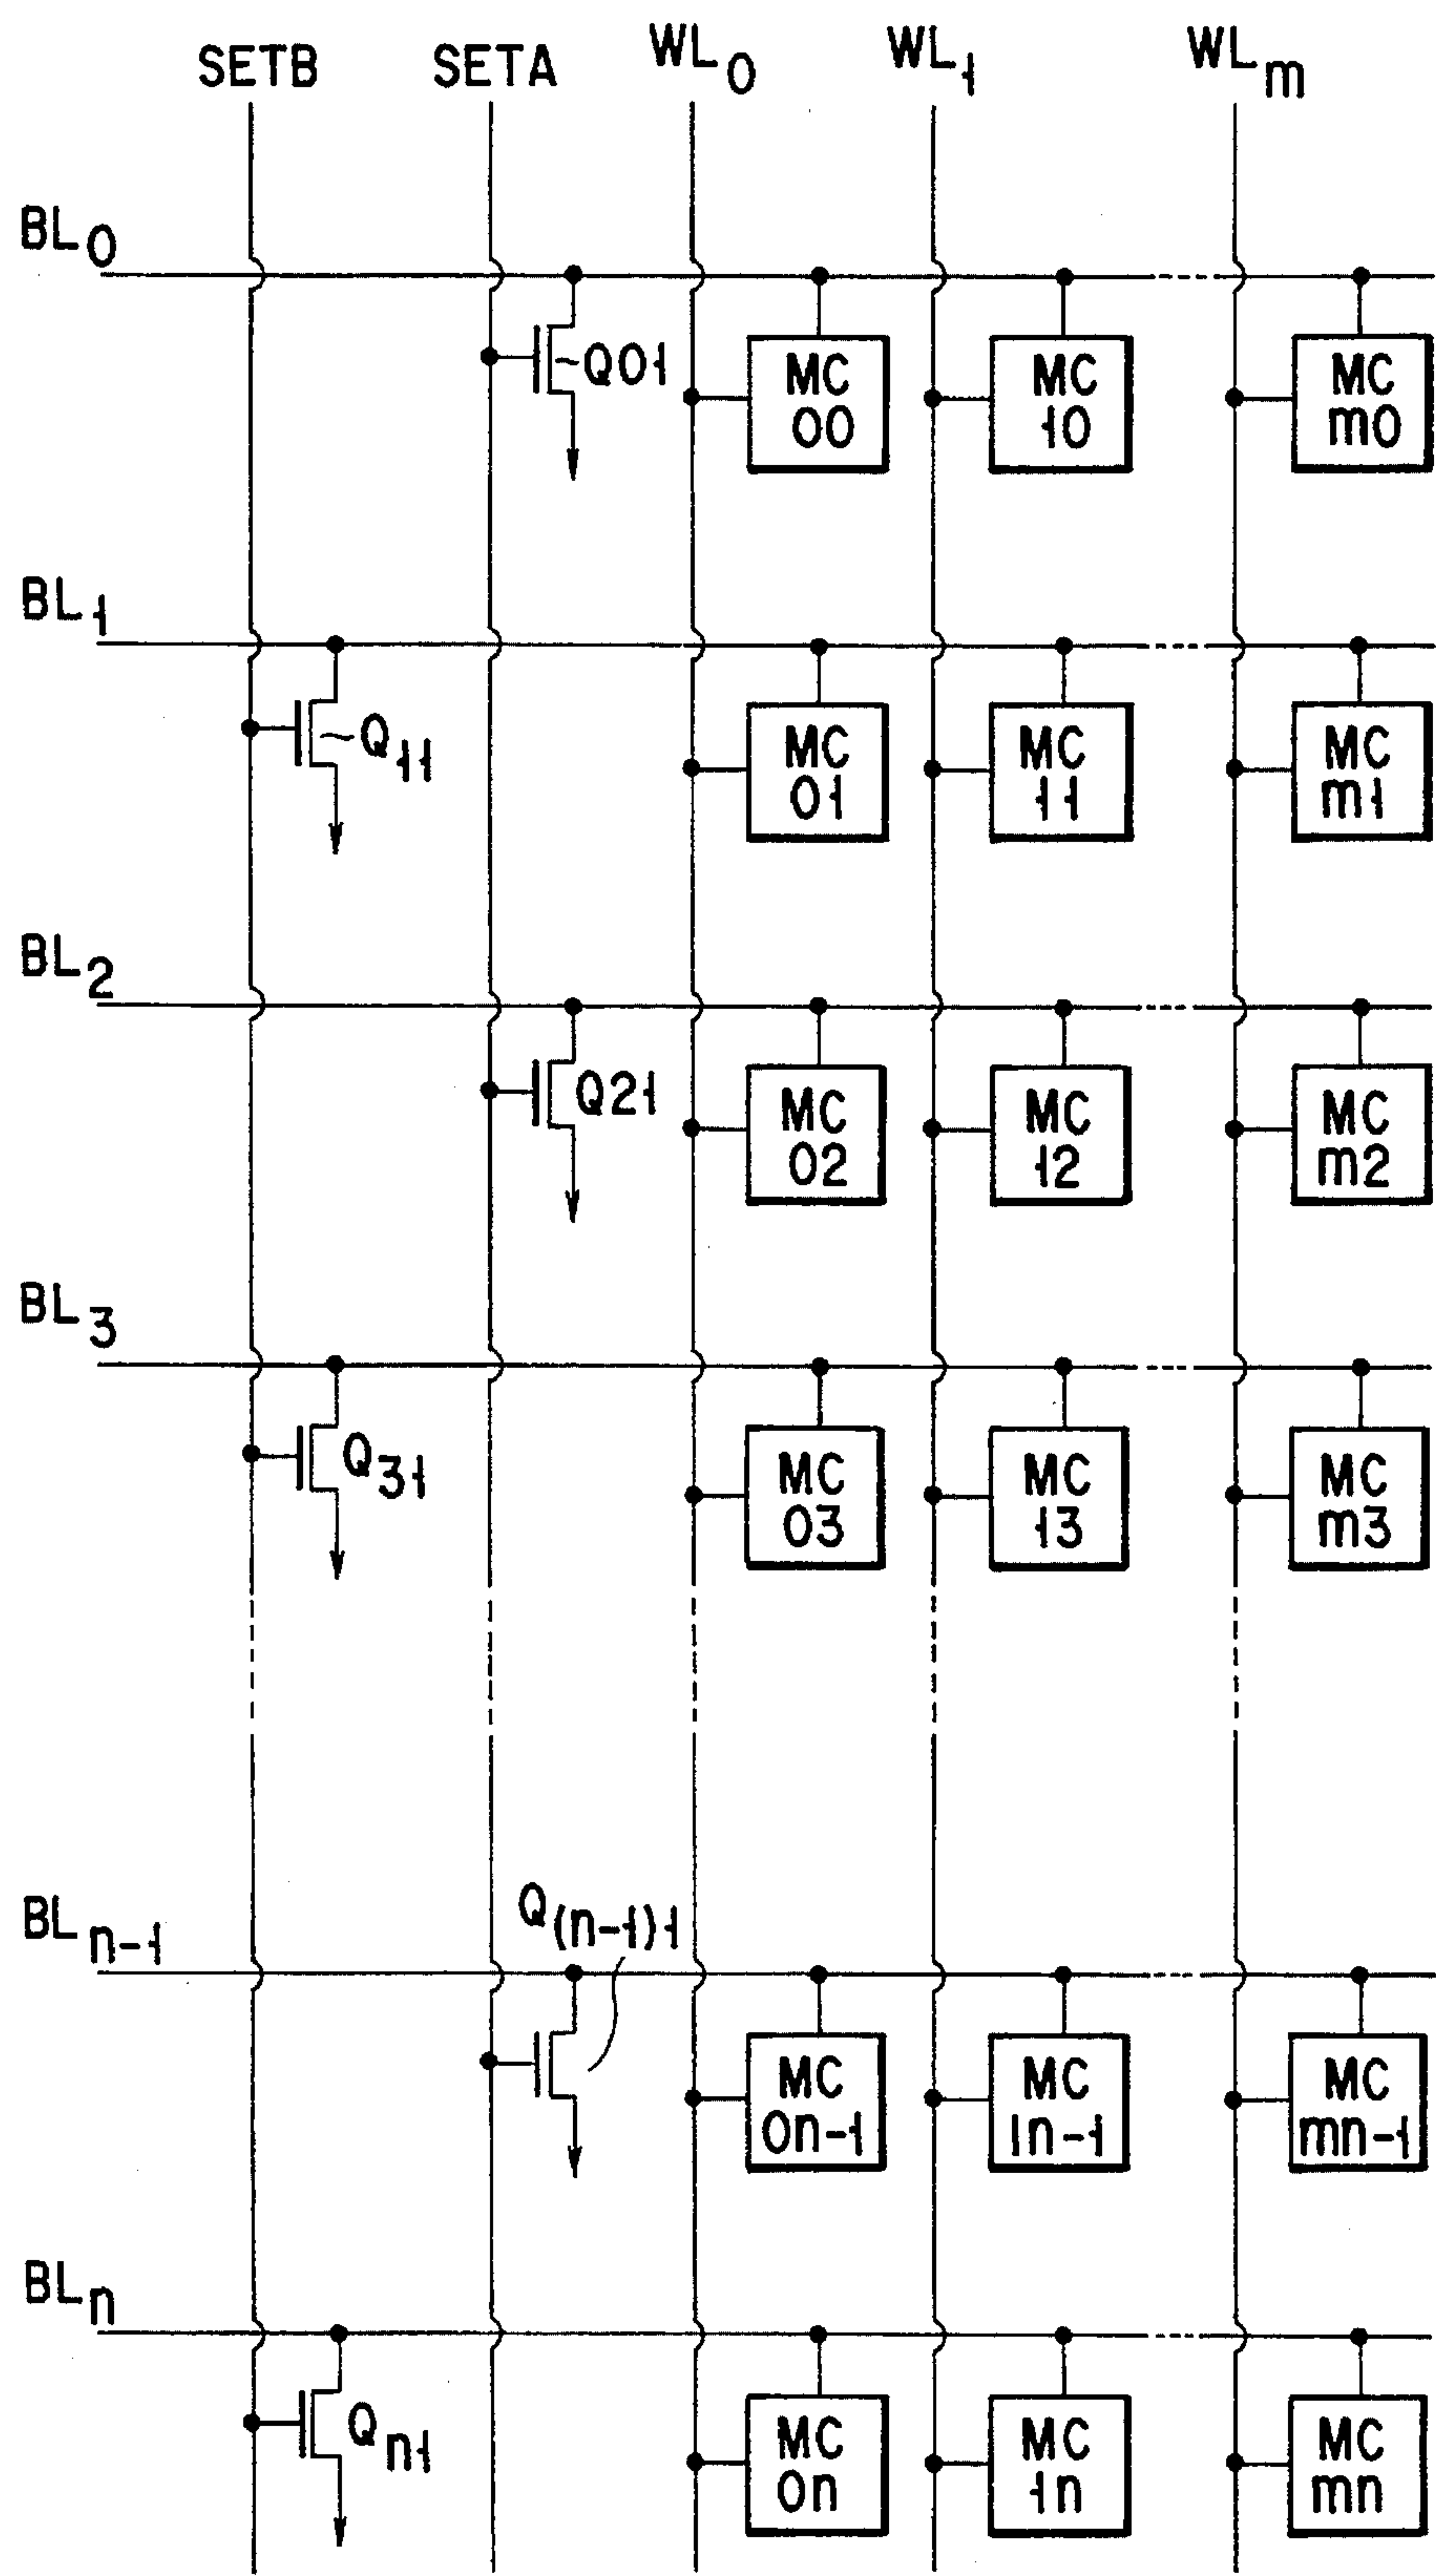 SETB SETA WL0 WL1 WLm
BL0
Q01
MC 00
MC 10
MC m0
BL1
Q11
MC 01
MC 11
MC m1
BL2
Q21
MC 02
MC 12
MC m2
BL3
Q31
MC 03
MC 13
MC m3
BLn-1
Q(n-1)1
MC 0n-1
MC 1n-1
MC mn-1
BLn
Qn1
MC 0n
MC 1n
MC mn